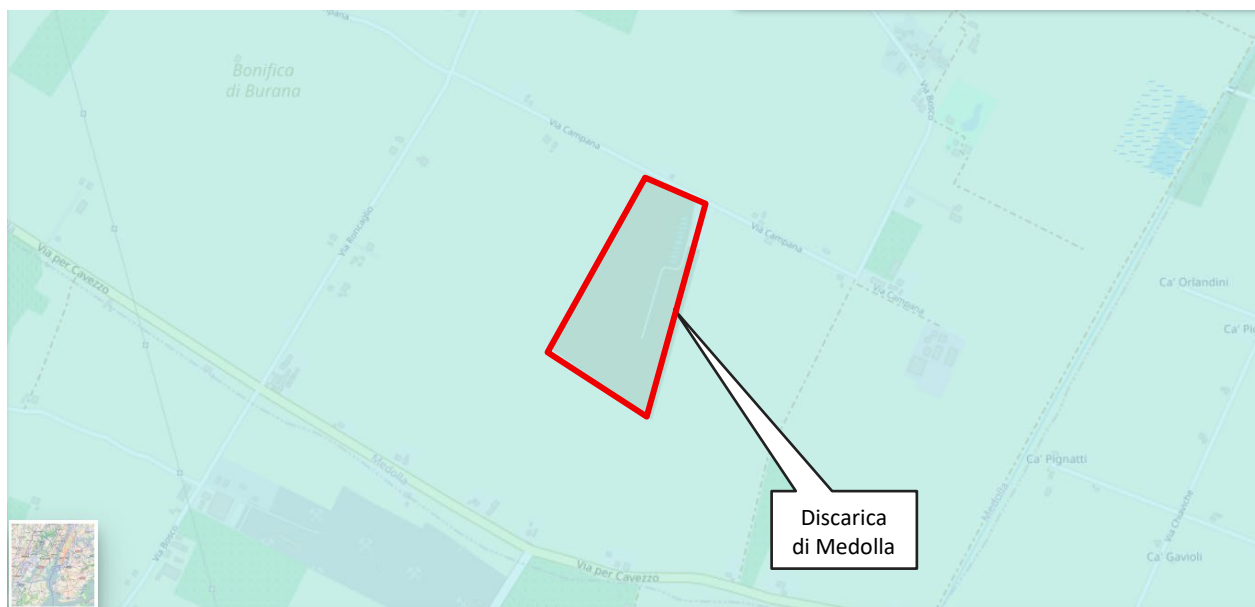 Campana
Bonifica
di Burana
Via Campana
Via Bosco
Via Roncaglio
Via per Cavezzo
Via Campana
Via Campana
Ca' Orlandini
Medolla
Ca' Pignatti
Medolla
Via Chiaviche
Discarica
di Medolla
Via Bosco
Via per Cavezzo
Ca' Gavioli